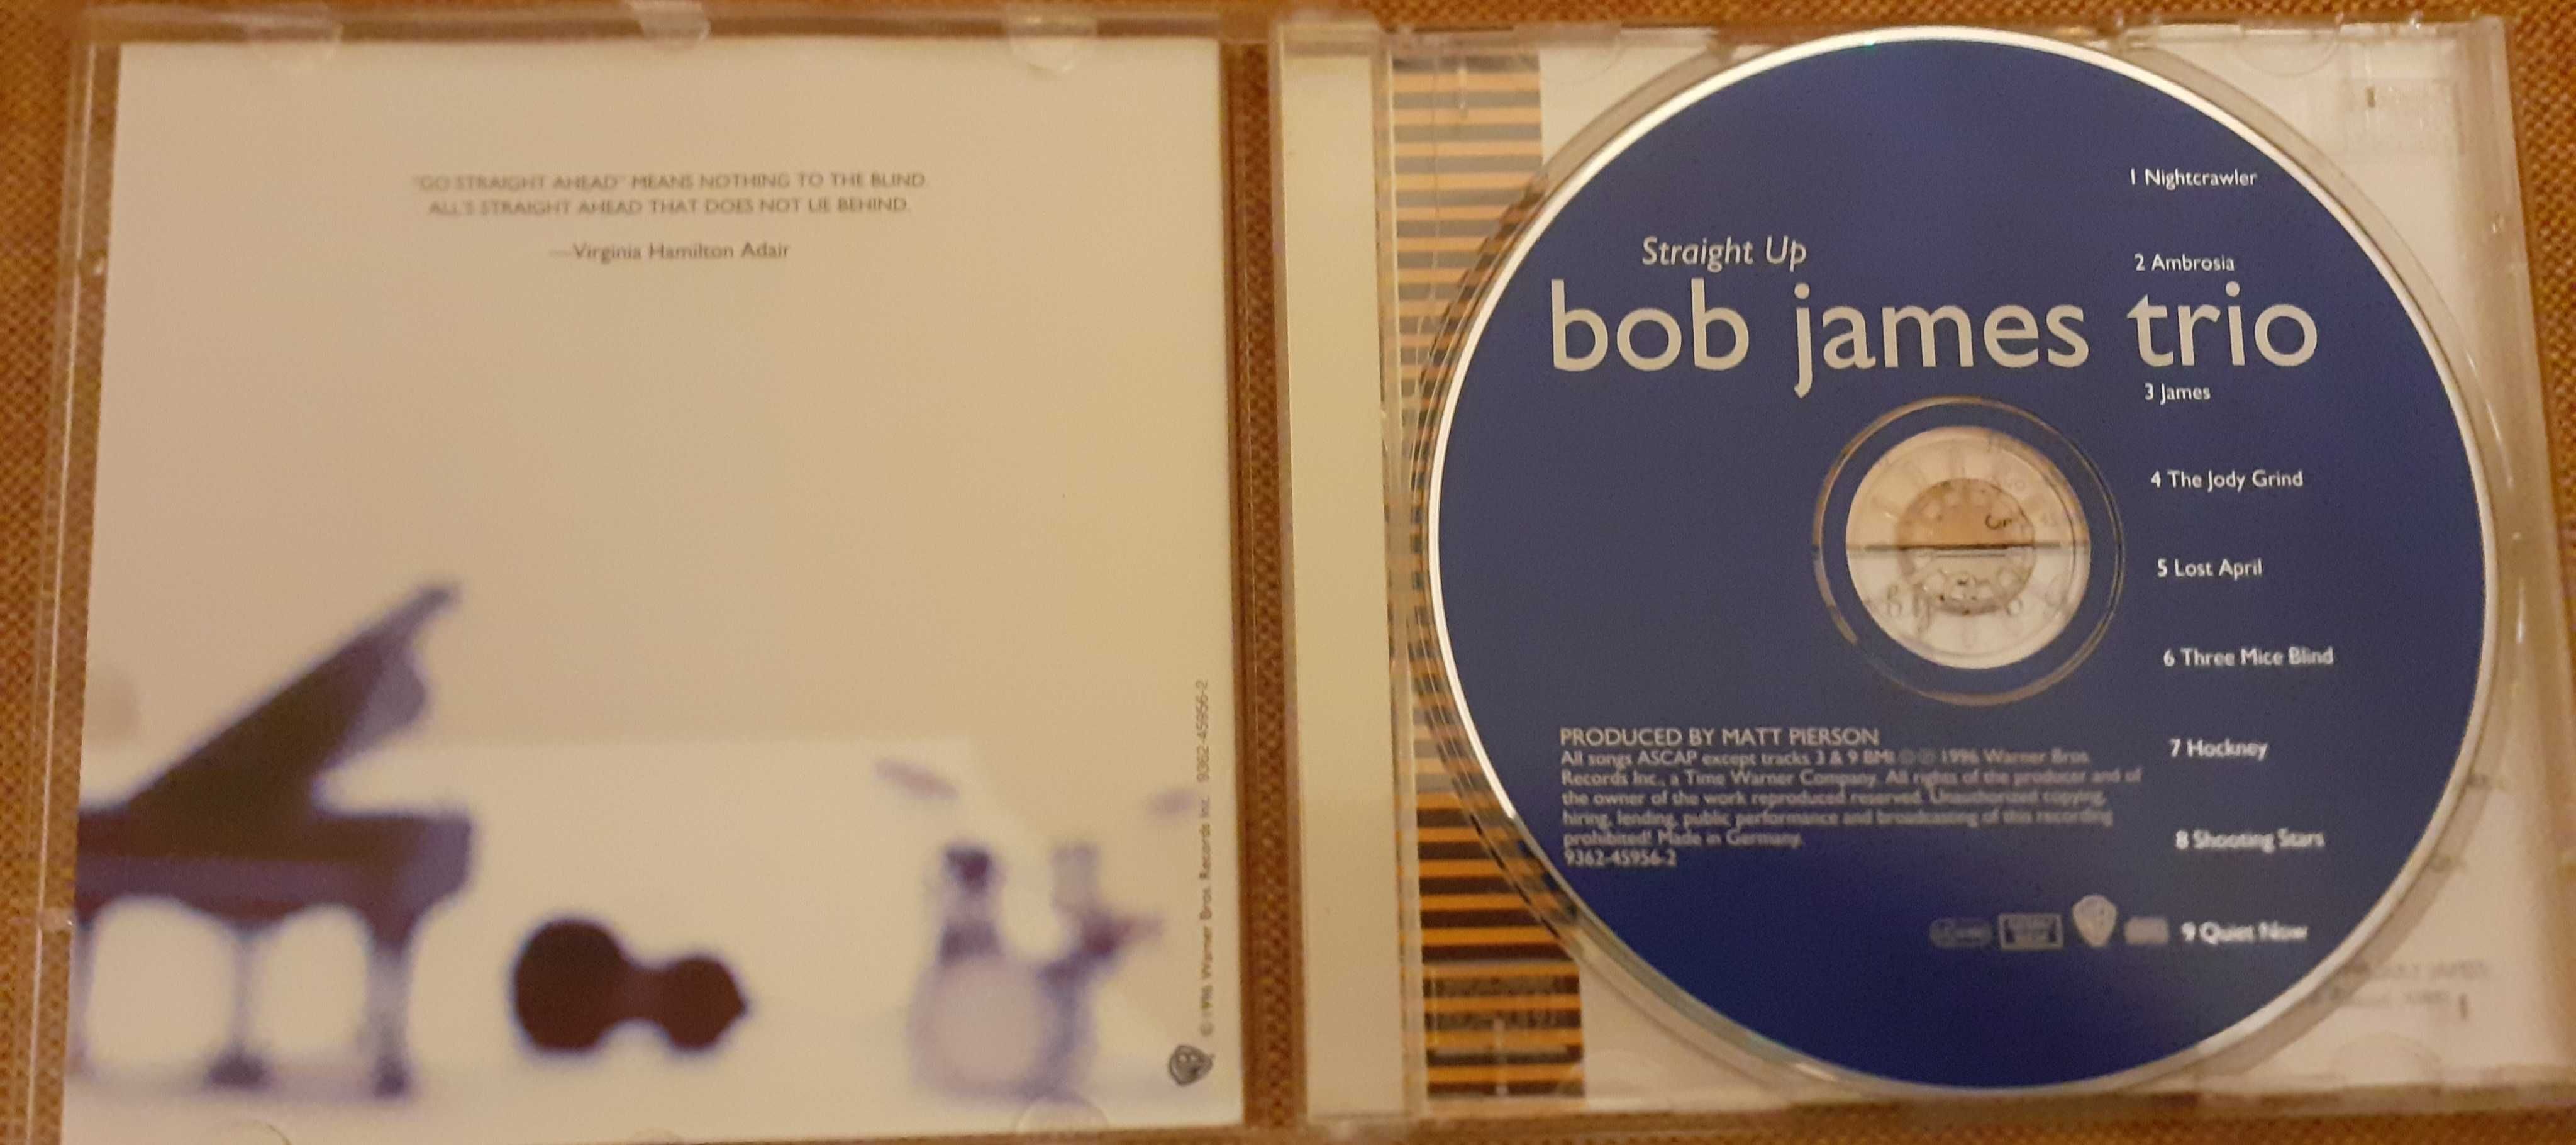 "GO STRAIGHT AHEAD" MEANS NOTHING TO THE BLIND.
ALL'S STRAIGHT AHEAD THAT DOES NOT LIE BEHIND.
—Virginia Hamilton Adair
© 1996 Warner Bros. Records Inc. 9362-45956-2
Straight Up
bob james trio
1 Nightcrawler
2 Ambrosia
3 James
4 The Jody Grind
5 Lost April
6 Three Mice Blind
7 Hockney
8 Shooting Stars
9 Quiet Now
PRODUCED BY MATT PIERSON
All songs ASCAP except tracks 3 & 9 BMI ©℗ 1996 Warner Bros.
Records Inc., a Time Warner Company. All rights of the producer and of
the owner of the work reproduced reserved. Unauthorized copying,
hiring, lending, public performance and broadcasting of this recording
prohibited! Made in Germany.
9362-45956-2